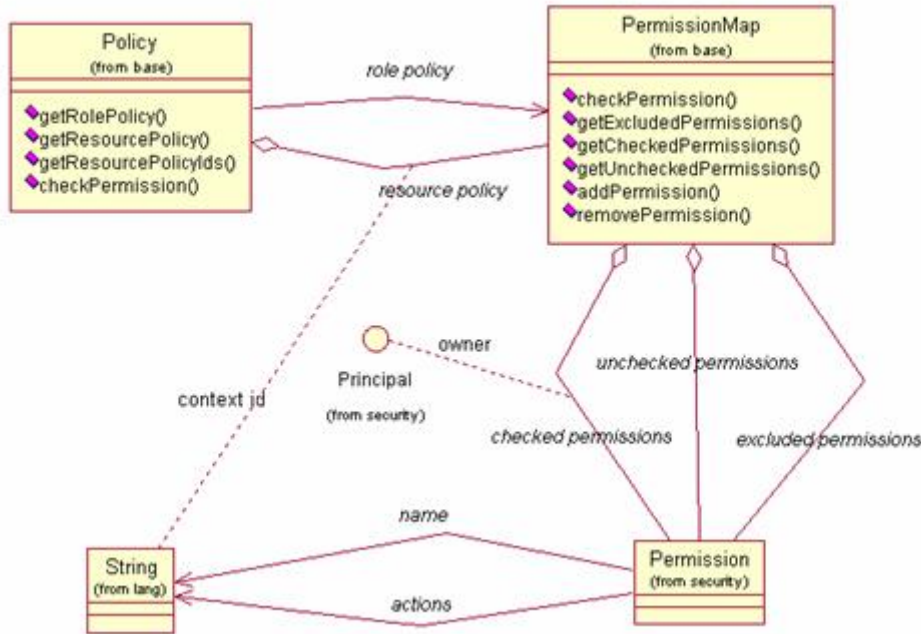 Policy
(from base)
getRolePolicy()
getResourcePolicy()
getResourcePolicyIds()
checkPermission()
role policy
resource policy
PermissionMap
(from base)
checkPermission()
getExcludedPermissions()
getCheckedPermissions()
getUncheckedPermissions()
addPermission()
removePermission()
owner
Principal
(from security)
context id
unchecked permissions
checked permissions
excluded permissions
name
actions
String
(from lang)
Permission
(from security)